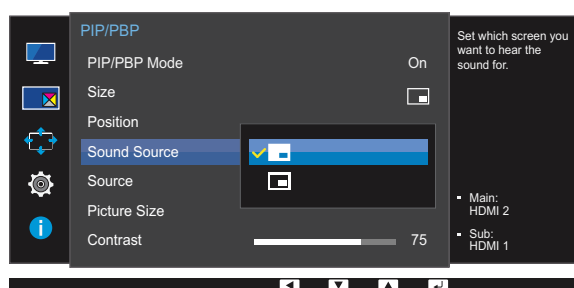 PIP/PBP
PIP/PBP Mode On
Size
Position
Sound Source
Source
Picture Size
Contrast 75
Set which screen you
want to hear the
sound for.
Main:
HDMI 2
Sub:
HDMI 1